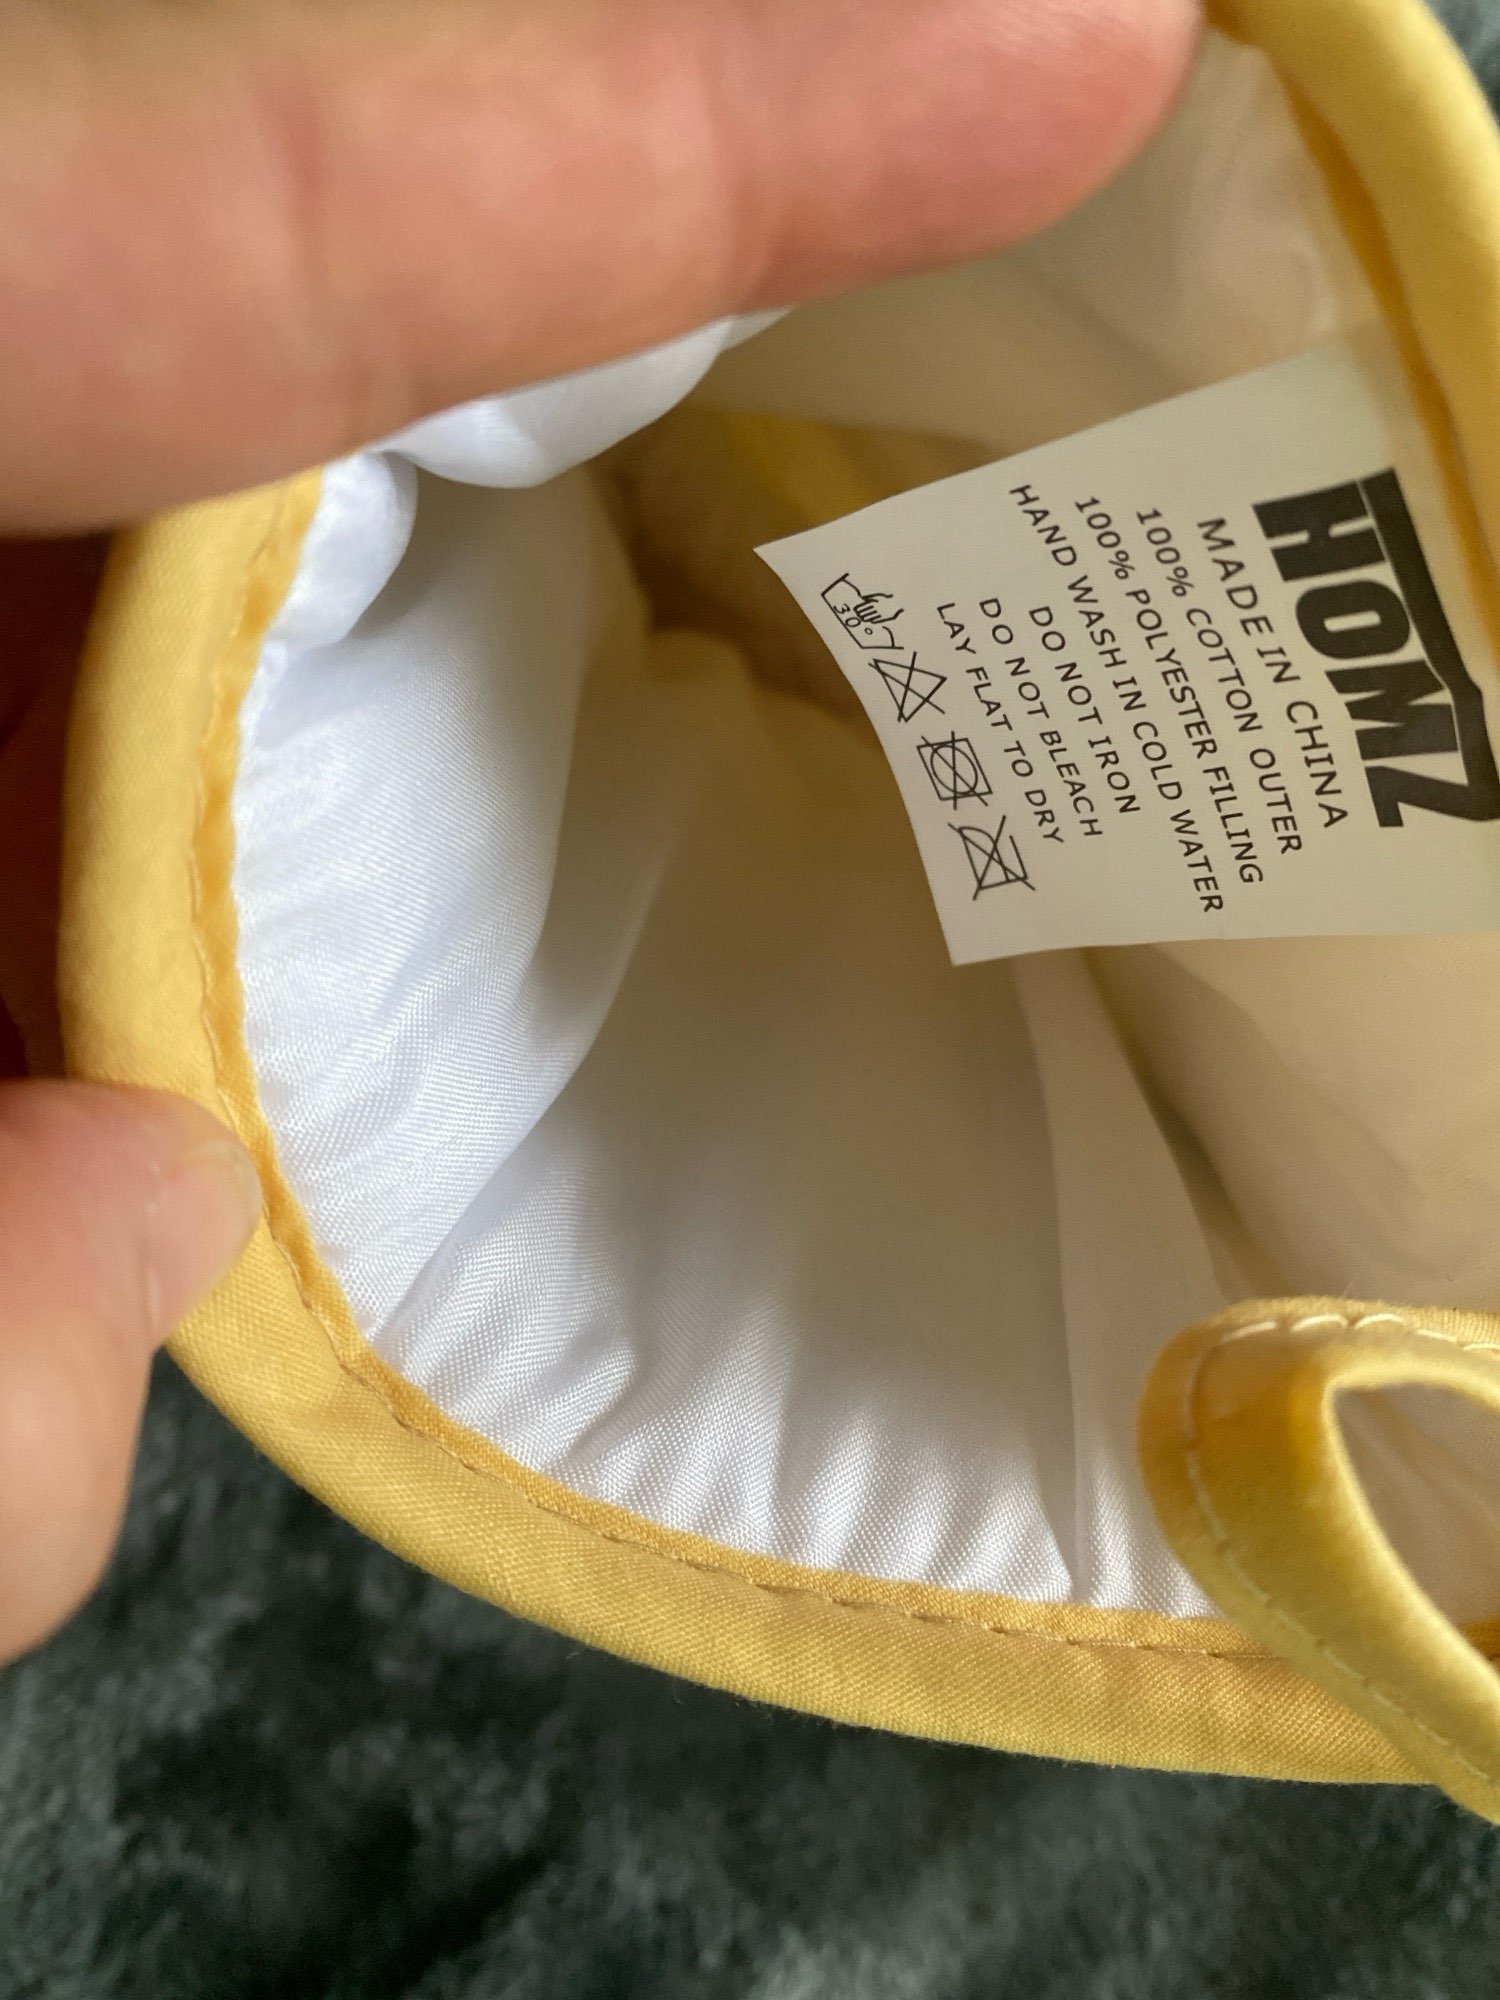 HOMZ
MADE IN CHINA
100% COTTON OUTER
100% POLYESTER FILLING
HAND WASH IN COLD WATER
DO NOT IRON
DO NOT BLEACH
LAY FLAT TO DRY
30°